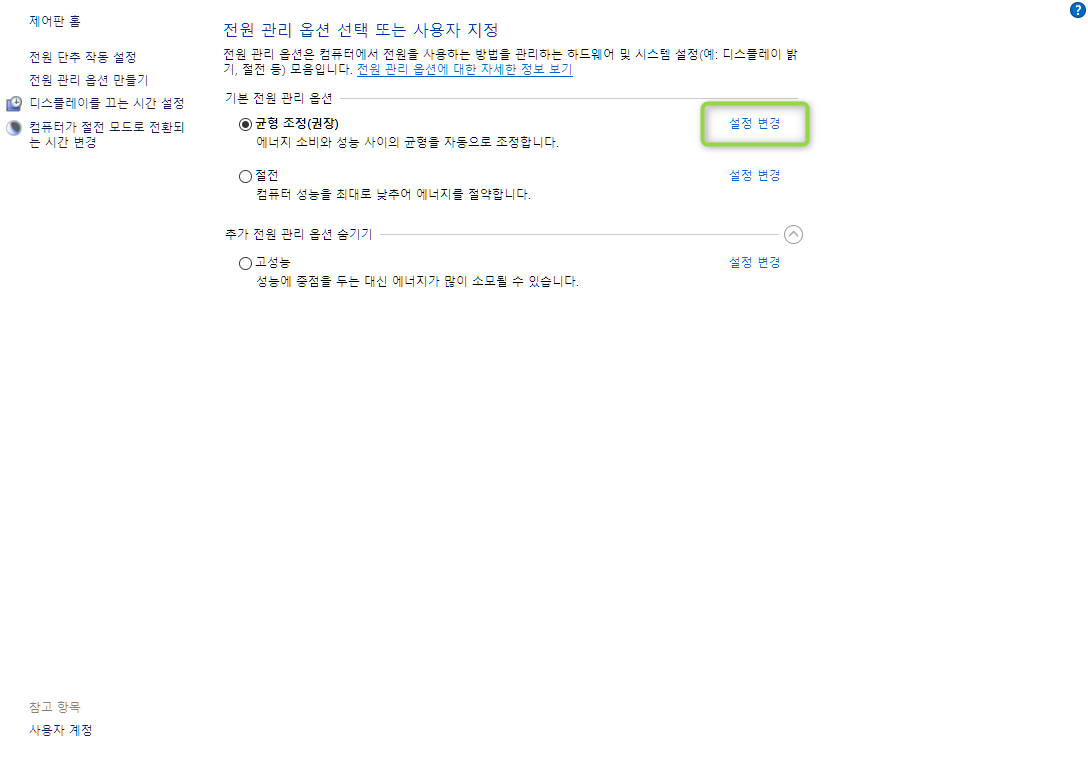 제어판 홈
전원 단추 작동 설정
전원 관리 옵션 만들기
디스플레이를 끄는 시간 설정
컴퓨터가 절전 모드로 전환되
는 시간 변경
전원 관리 옵션 선택 또는 사용자 지정
전원 관리 옵션은 컴퓨터에서 전원을 사용하는 방법을 관리하는 하드웨어 및 시스템 설정(예: 디스플레이 밝
기, 절전 등) 모음입니다. 전원 관리 옵션에 대한 자세한 정보 보기
기본 전원 관리 옵션
균형 조정(권장) 설정 변경
에너지 소비와 성능 사이의 균형을 자동으로 조정합니다.
절전 설정 변경
컴퓨터 성능을 최대로 낮추어 에너지를 절약합니다.
추가 전원 관리 옵션 숨기기
고성능 설정 변경
성능에 중점을 두는 대신 에너지가 많이 소모될 수 있습니다.
참고 항목
사용자 계정
?